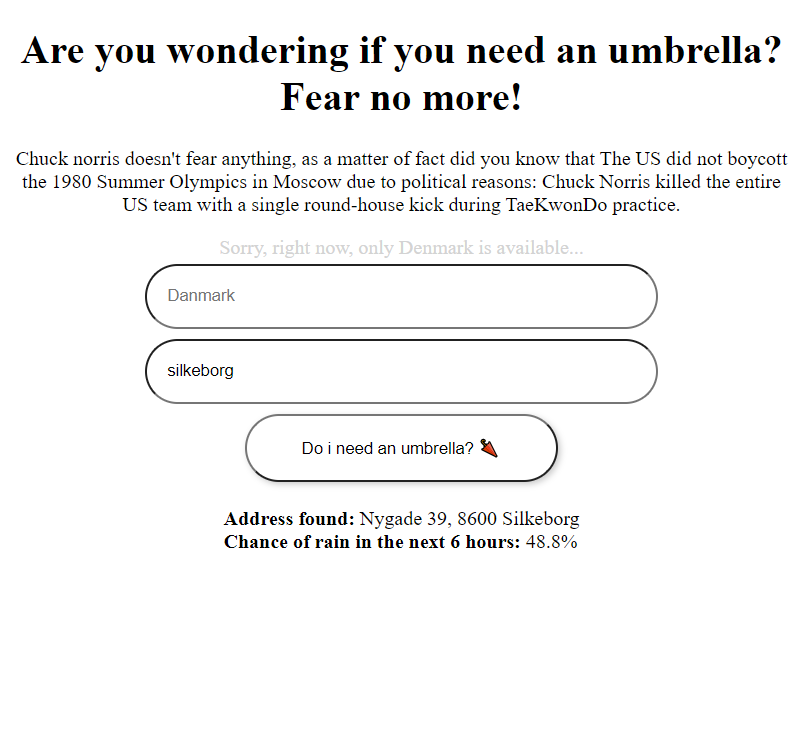 Are you wondering if you need an umbrella?
Fear no more!
Chuck norris doesn't fear anything, as a matter of fact did you know that The US did not boycott
the 1980 Summer Olympics in Moscow due to political reasons: Chuck Norris killed the entire
US team with a single round-house kick during TaeKwonDo practice.
Sorry, right now, only Denmark is available...
Danmark
silkeborg
Do i need an umbrella? 🌂
Address found: Nygade 39, 8600 Silkeborg
Chance of rain in the next 6 hours: 48.8%